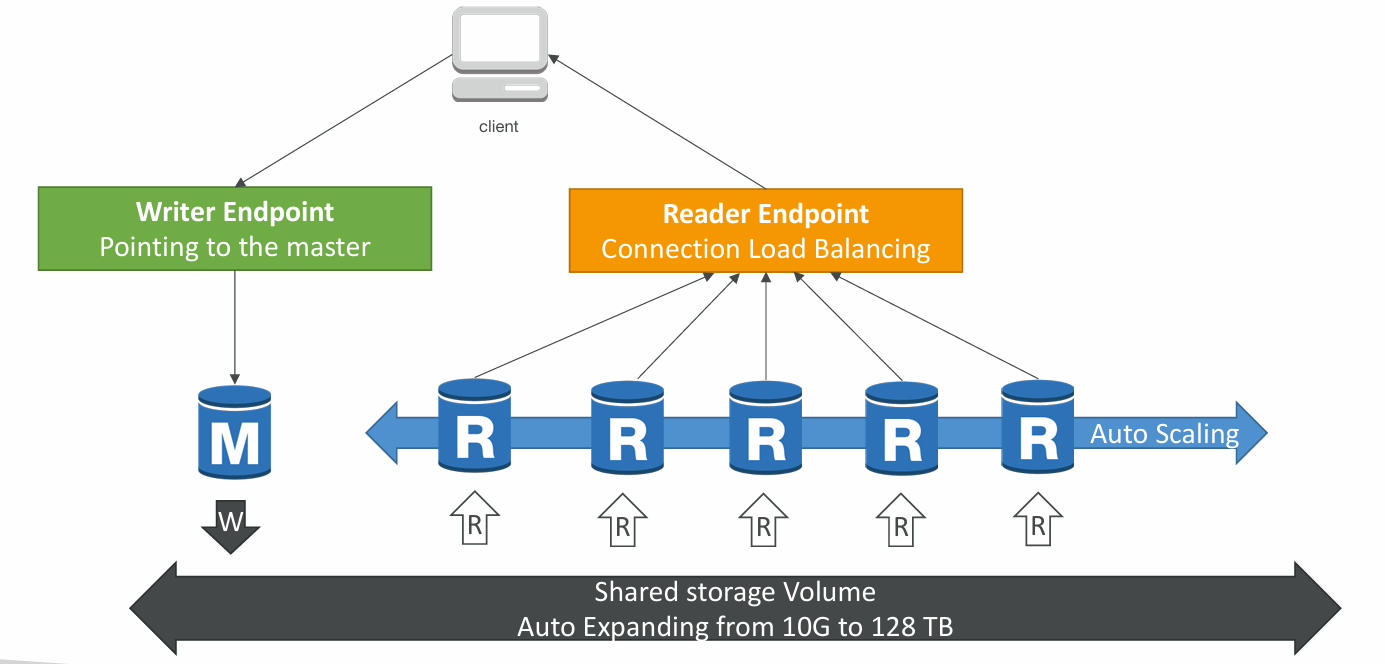 client
Writer Endpoint
Pointing to the master
Reader Endpoint
Connection Load Balancing
M
R
R
R
R
R
Auto Scaling
W
R
R
R
R
R
Shared storage Volume
Auto Expanding from 10G to 128 TB